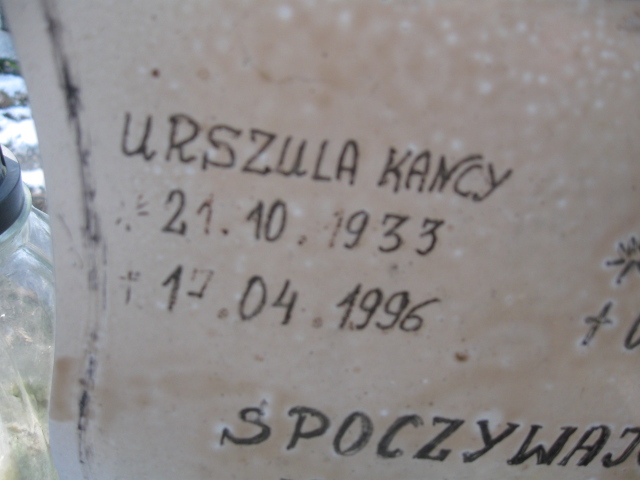 URSZULA KANCY
* 21.10.1933
† 17.04.1996
*
†
SPOCZYWAJ